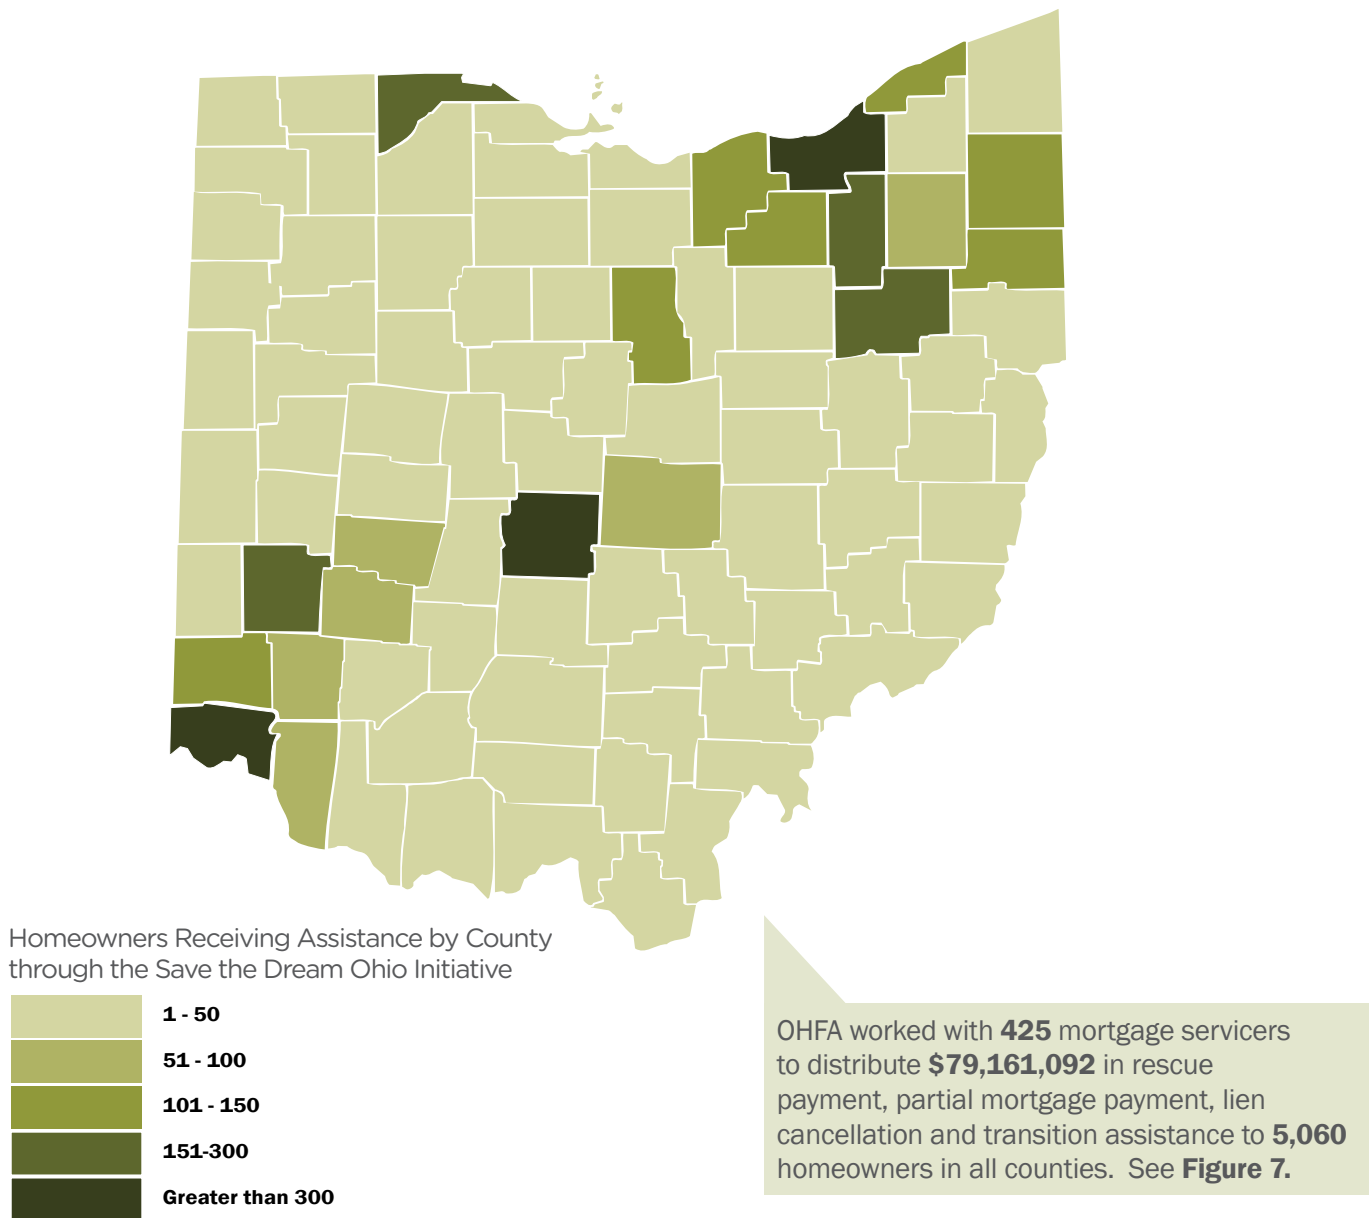 Homeowners Receiving Assistance by County
through the Save the Dream Ohio Initiative
1 - 50
51 - 100
101 - 150
151-300
Greater than 300
OHFA worked with 425 mortgage servicers
to distribute $79,161,092 in rescue
payment, partial mortgage payment, lien
cancellation and transition assistance to 5,060
homeowners in all counties. See Figure 7.